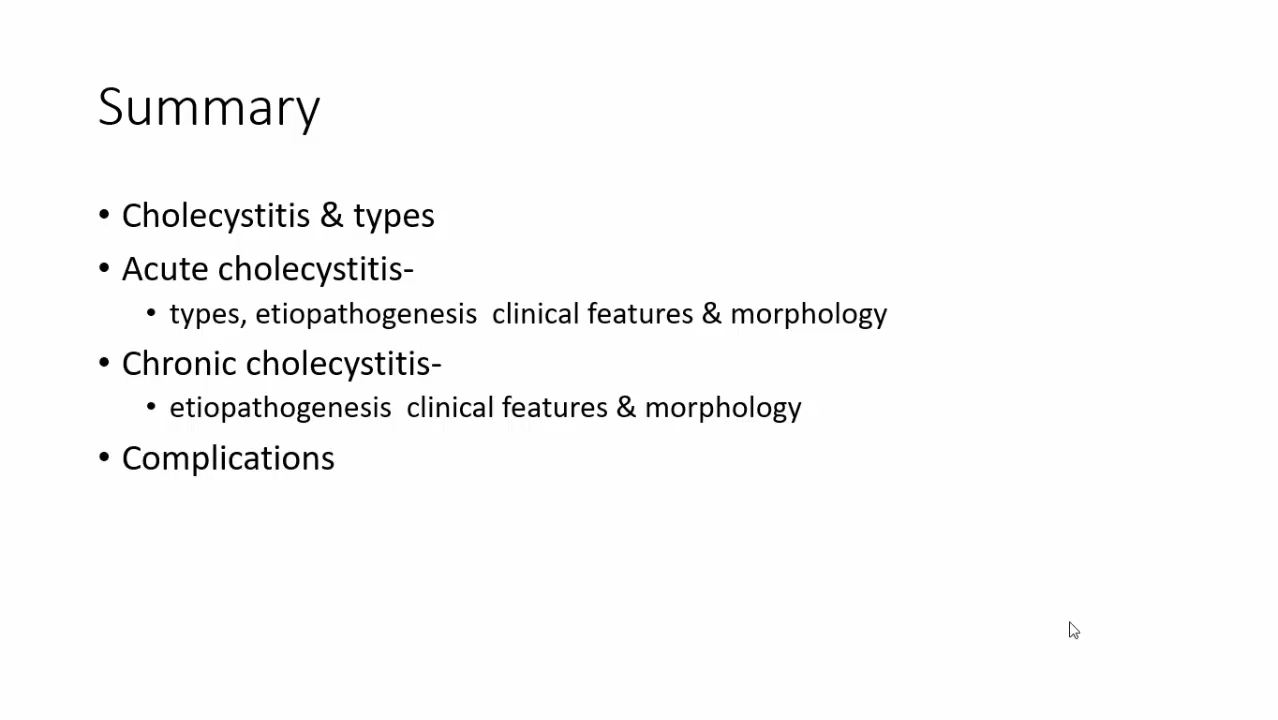 Summary
• Cholecystitis & types
• Acute cholecystitis-
• types, etiopathogenesis  clinical features & morphology
• Chronic cholecystitis-
• etiopathogenesis  clinical features & morphology
• Complications